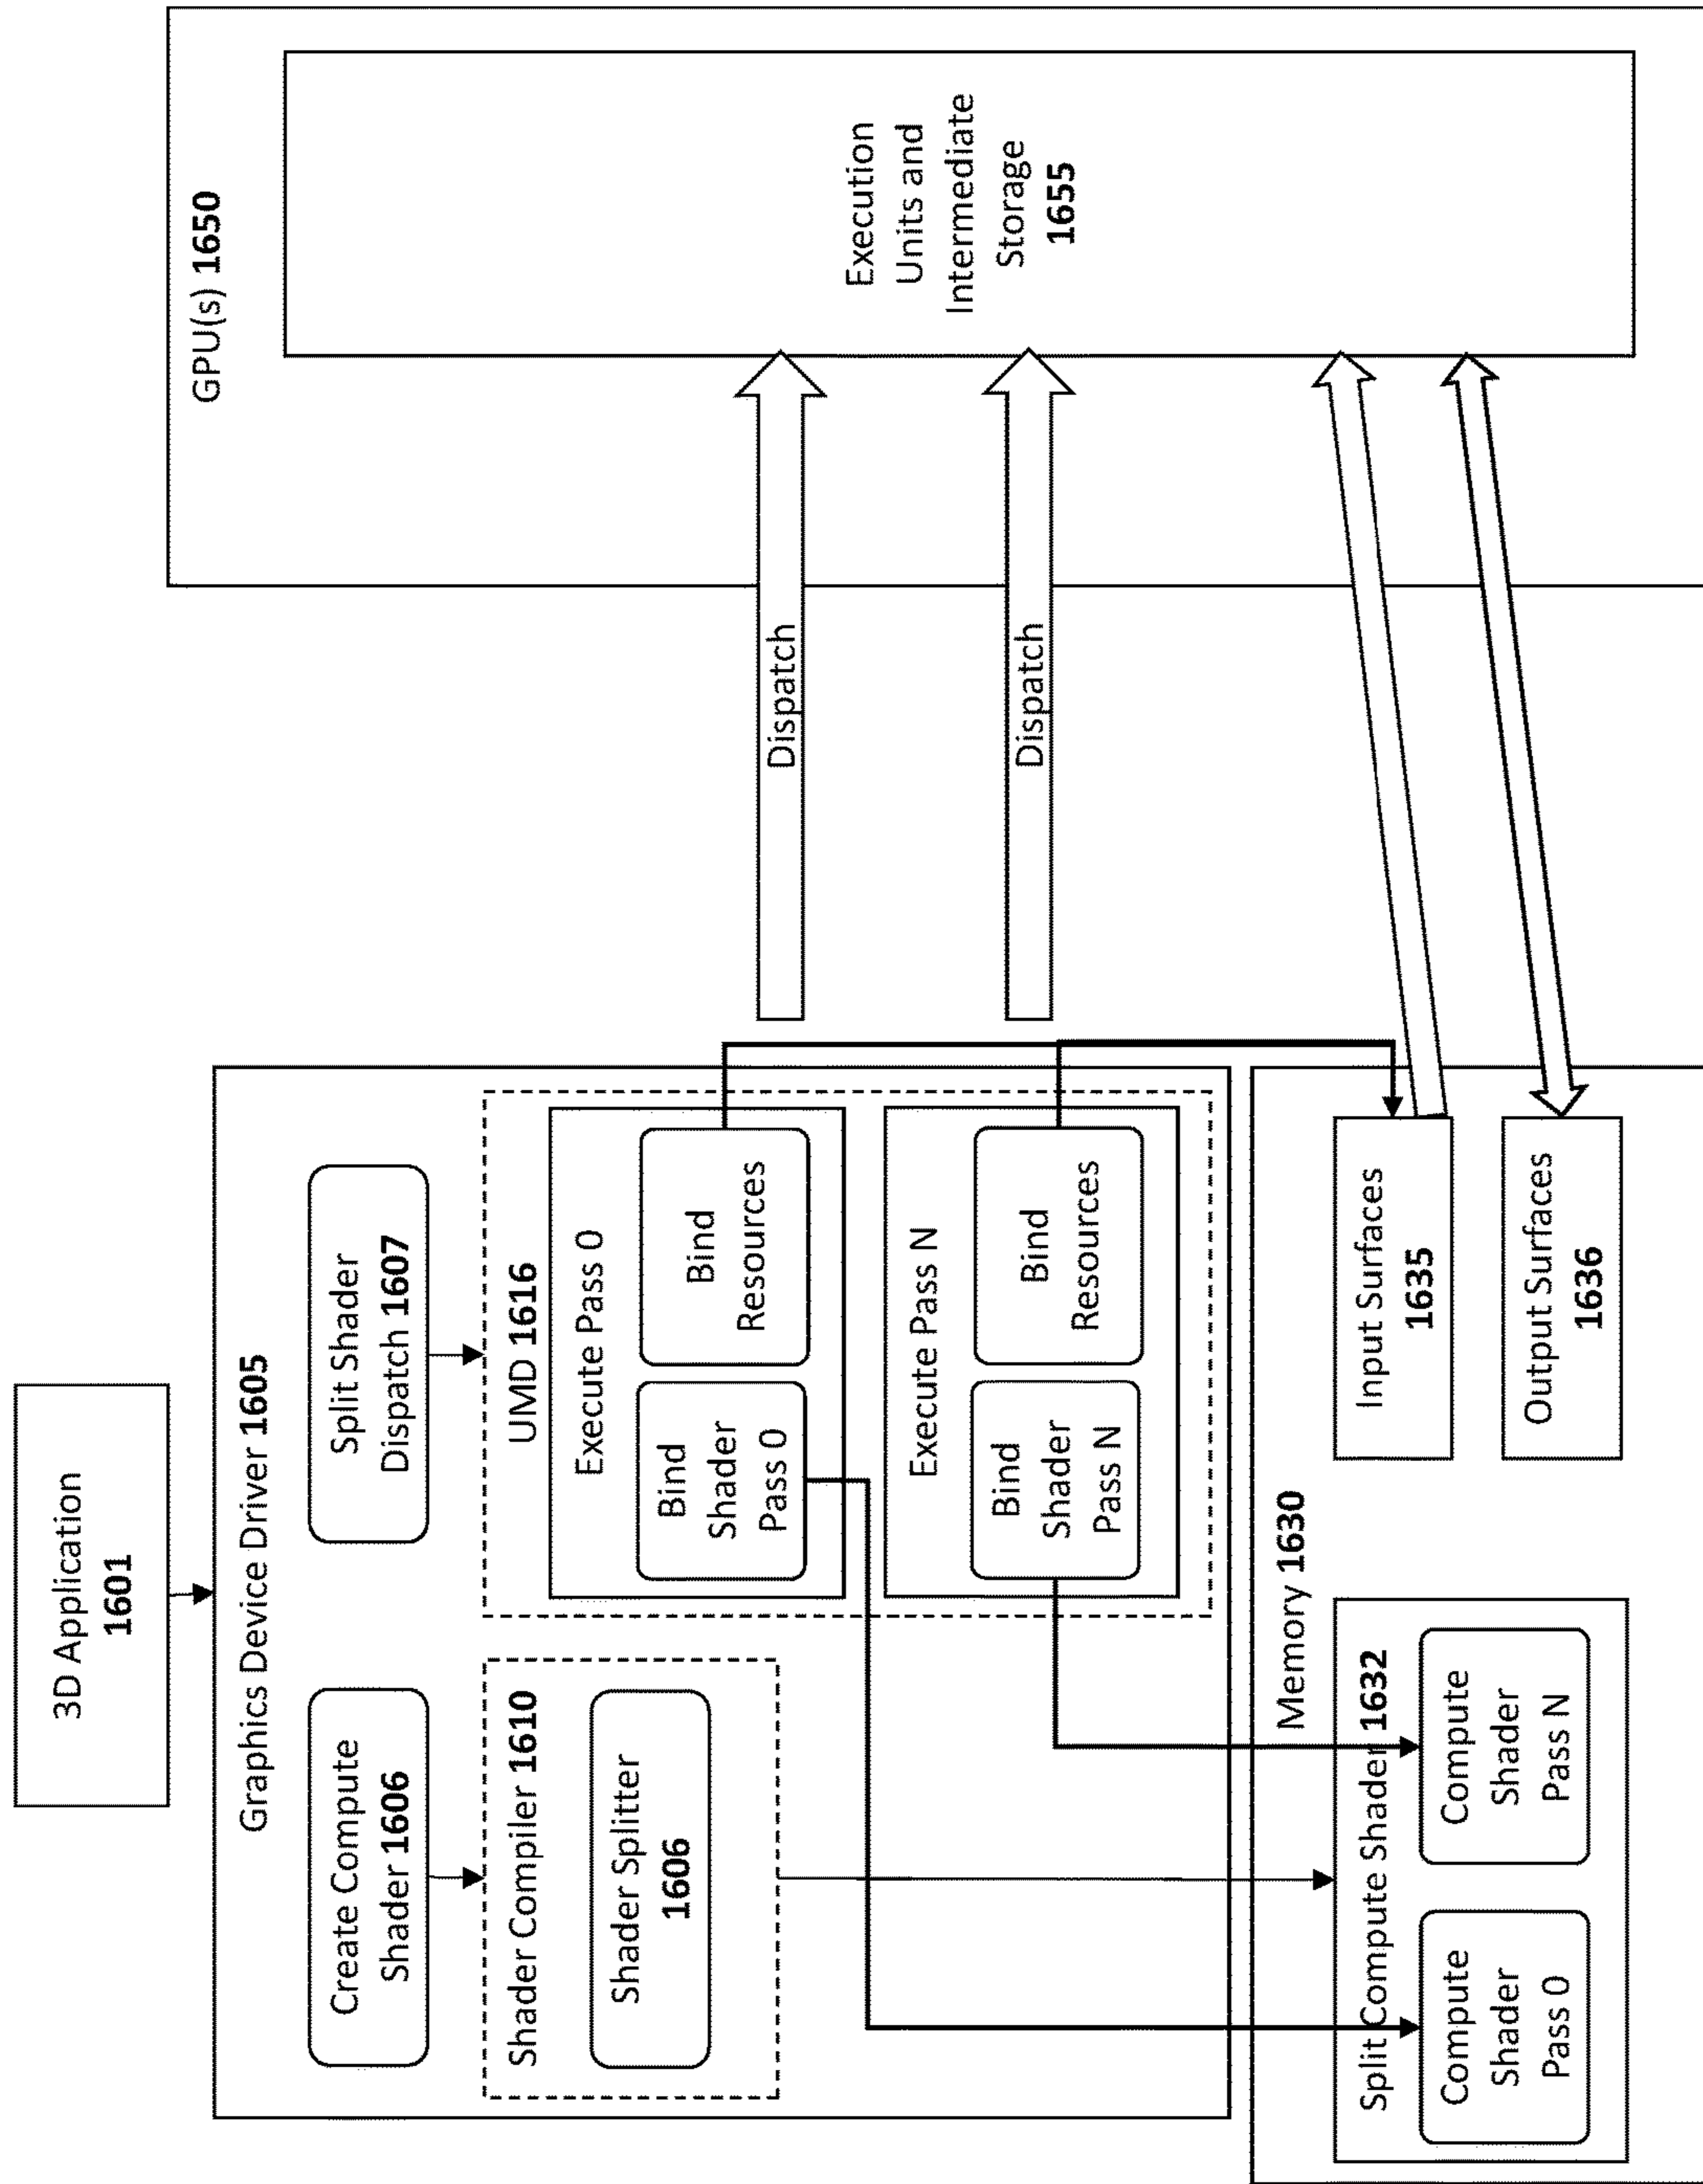 3D Application
1601
Graphics Device Driver 1605
Create Compute
Shader 1606
Shader Compiler 1610
Shader Splitter
1606
Split Shader
Dispatch 1607
UMD 1616
Execute Pass 0
Bind
Shader
Pass 0
Bind
Resources
Execute Pass N
Bind
Shader
Pass N
Bind
Resources
Memory 1630
Split Compute Shader 1632
Compute
Shader
Pass 0
Compute
Shader
Pass N
Input Surfaces
1635
Output Surfaces
1636
Dispatch
Dispatch
GPU(s) 1650
Execution
Units and
Intermediate
Storage
1655